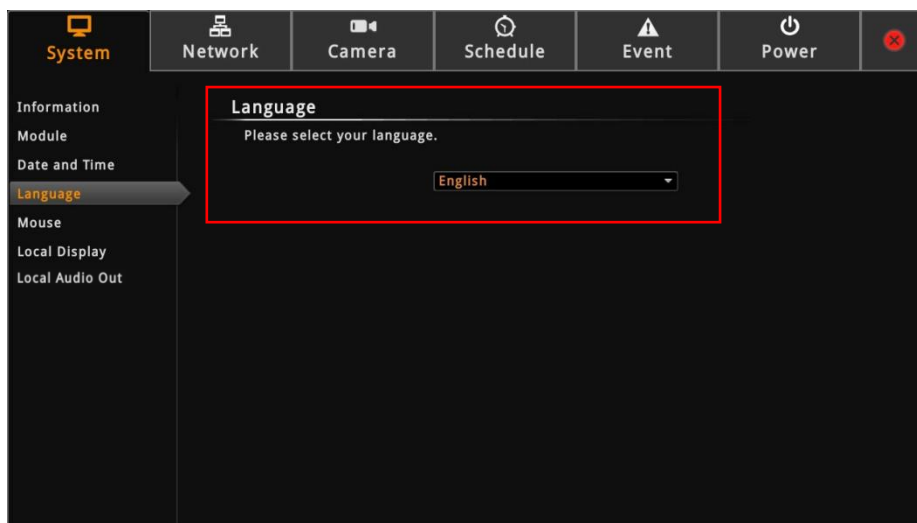 System
Network
Camera
Schedule
Event
Power
Information
Module
Date and Time
Language
Mouse
Local Display
Local Audio Out
Language
Please select your language.
English